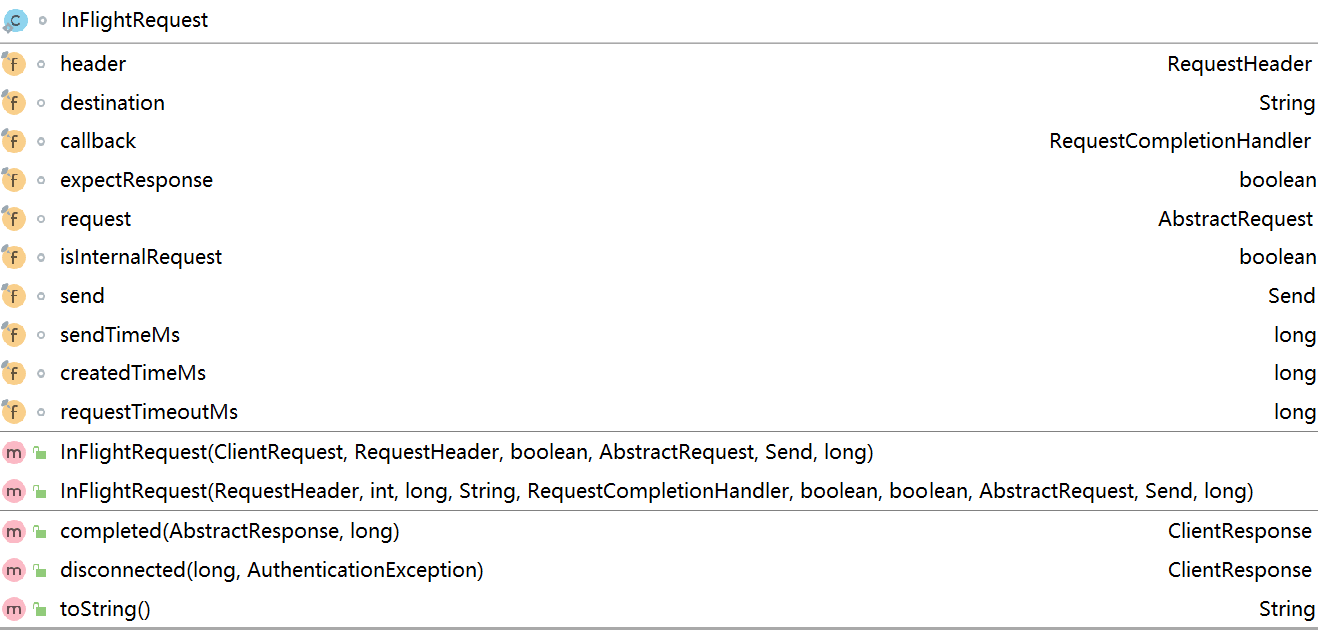 C InFlightRequest
f header RequestHeader
f destination String
f callback RequestCompletionHandler
f expectResponse boolean
f request AbstractRequest
f isInternalRequest boolean
f send Send
f sendTimeMs long
f createdTimeMs long
f requestTimeoutMs long
m InFlightRequest(ClientRequest, RequestHeader, boolean, AbstractRequest, Send, long)
m InFlightRequest(RequestHeader, int, long, String, RequestCompletionHandler, boolean, boolean, AbstractRequest, Send, long)
m completed(AbstractResponse, long) ClientResponse
m disconnected(long, AuthenticationException) ClientResponse
m toString() String